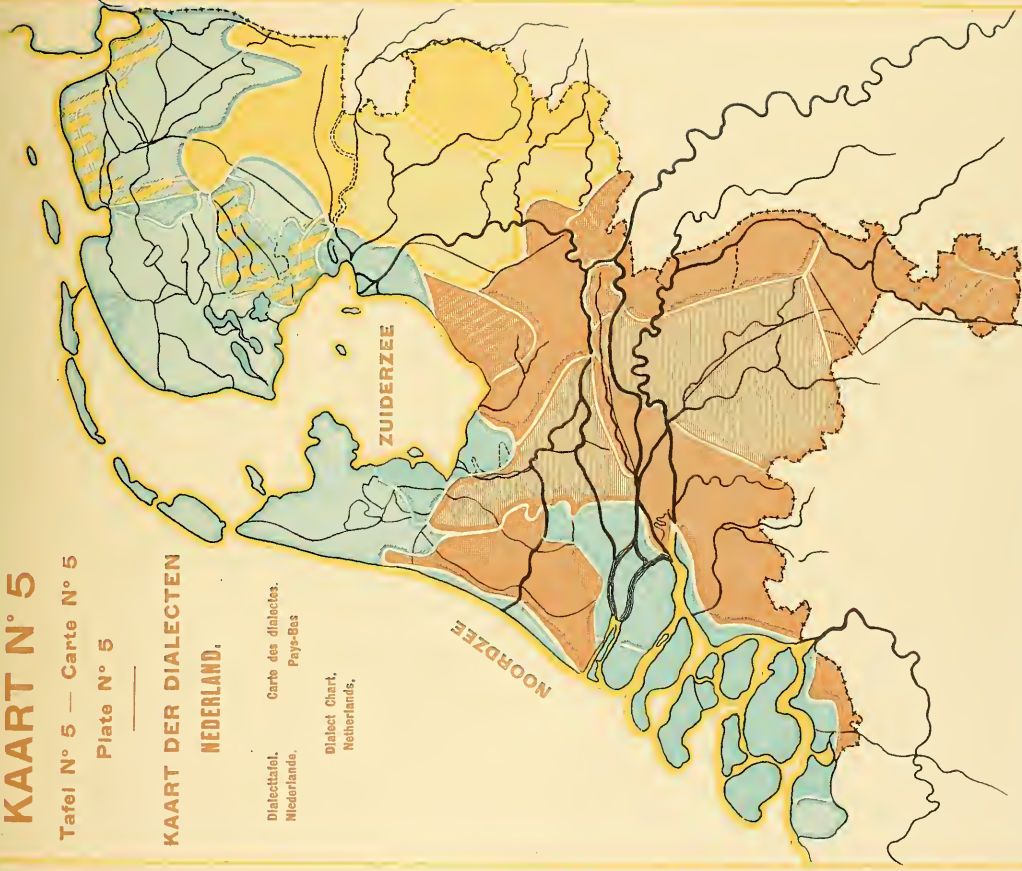 KAART N° 5
Tafel N° 5 — Carte N° 5
Plate N° 5
KAART DER DIALECTEN
NEDERLAND.
Dialecttafel. Carte des dialectes.
Niederlande. Pays-Bas
Dialect Chart,
Netherlands,
ZUIDERZEE
NOORDZEE